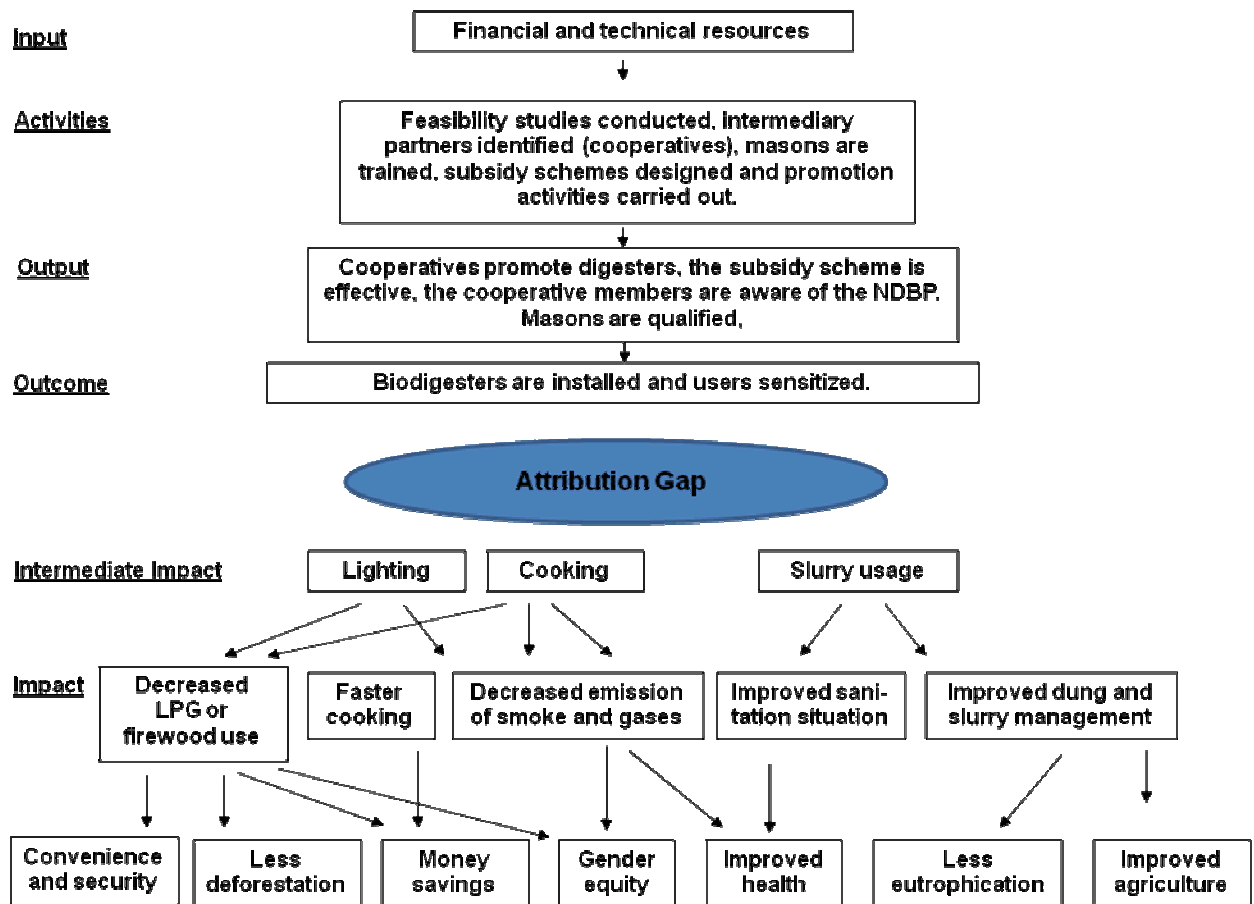 Input
Financial and technical resources
Activities
Feasibility studies conducted, intermediary
partners identified (cooperatives), masons are
trained, subsidy schemes designed and promotion
activities carried out.
Output
Cooperatives promote digesters, the subsidy scheme is
effective, the cooperative members are aware of the NDBP.
Masons are qualified,
Outcome
Biodigesters are installed and users sensitized.
Attribution Gap
Intermediate Impact
Lighting
Cooking
Slurry usage
Impact
Decreased
LPG or
firewood use
Faster
cooking
Decreased emission
of smoke and gases
Improved sani-
tation situation
Improved dung and
slurry management
Convenience
and security
Less
deforestation
Money
savings
Gender
equity
Improved
health
Less
eutrophication
Improved
agriculture